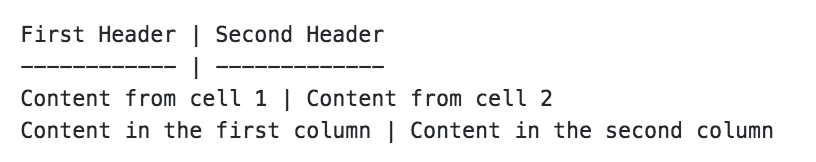 First Header | Second Header
------------ | -------------
Content from cell 1 | Content from cell 2
Content in the first column | Content in the second column